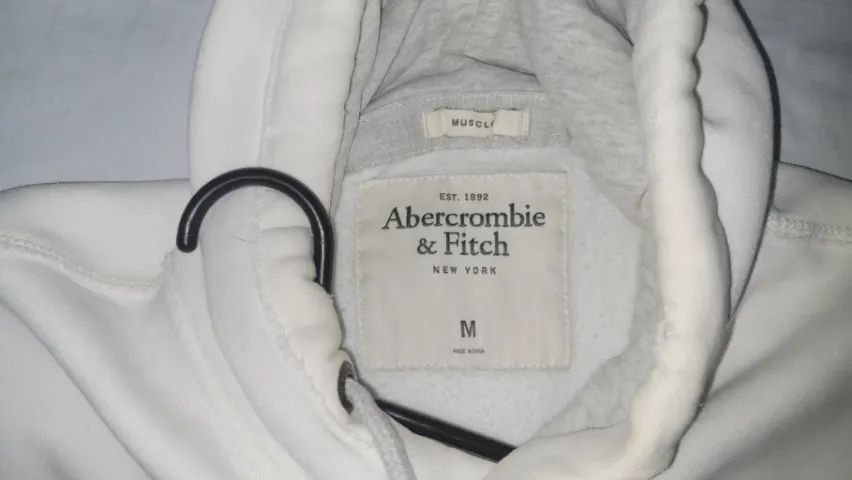 MUSCLE
EST. 1892
Abercrombie
& Fitch
NEW YORK
M